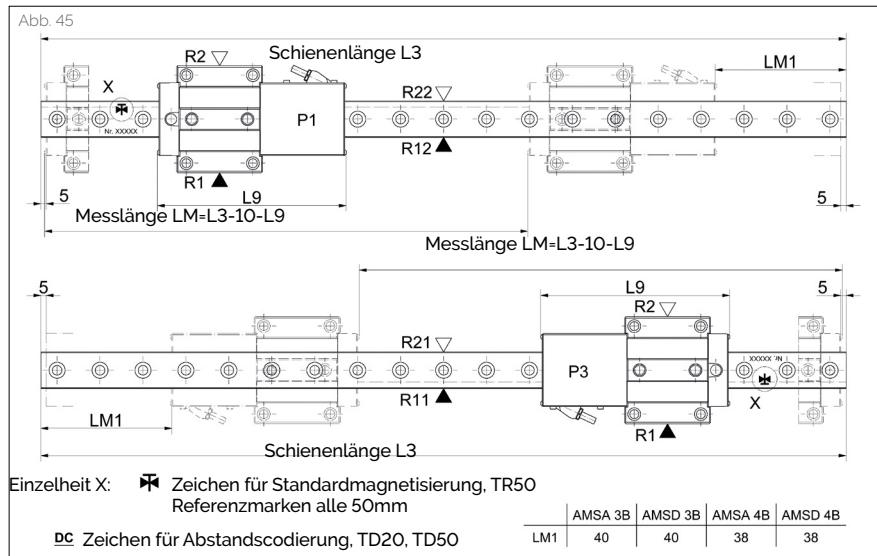 Abb. 45
Schienenlänge L3
R2
LM1
X
R22
P1
Nr. XXXXX
R12
R1
L9
5
5
Messlänge LM=L3-10-L9
Messlänge LM=L3-10-L9
L9
5
5
R2
R21
Nr. XXXXX
P3
R11
X
LM1
R1
Schienenlänge L3
Einzelheit X: Zeichen für Standardmagnetisierung, TR50
Referenzmarken alle 50mm
DC Zeichen für Abstandscodierung, TD20, TD50
AMSA 3B AMSD 3B AMSA 4B AMSD 4B
LM1 40 40 38 38